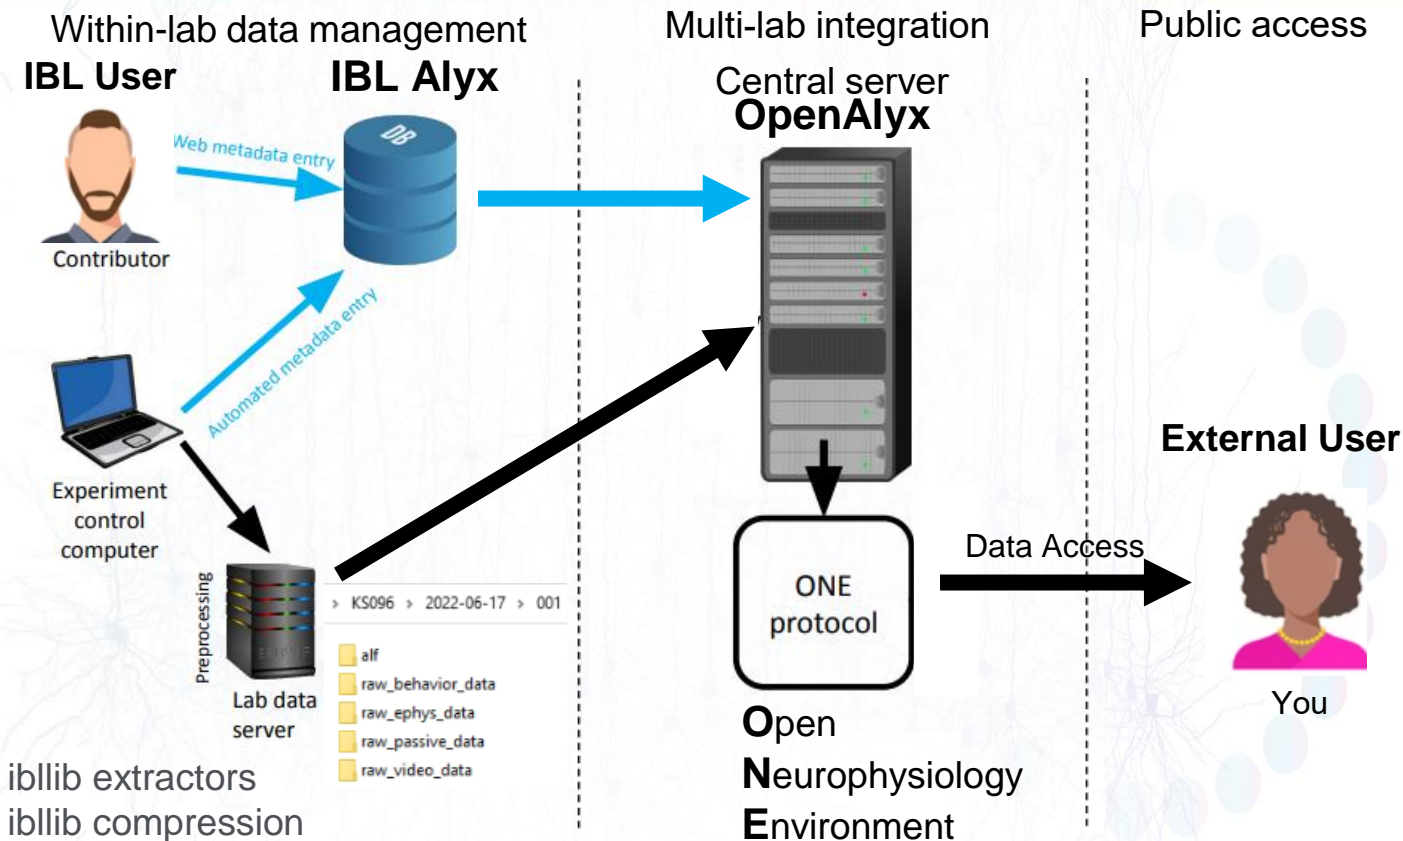 Within-lab data management
Multi-lab integration
Public access
IBL User
IBL Alyx
Central server
OpenAlyx
DB
Web metadata entry
Contributor
Automated metadata entry
Experiment
control
computer
Preprocessing
Lab data
server
> KS096 > 2022-06-17 > 001
alf
raw_behavior_data
raw_ephys_data
raw_passive_data
raw_video_data
ibllib extractors
ibllib compression
ONE
protocol
Open
Neurophysiology
Environment
Data Access
External User
You